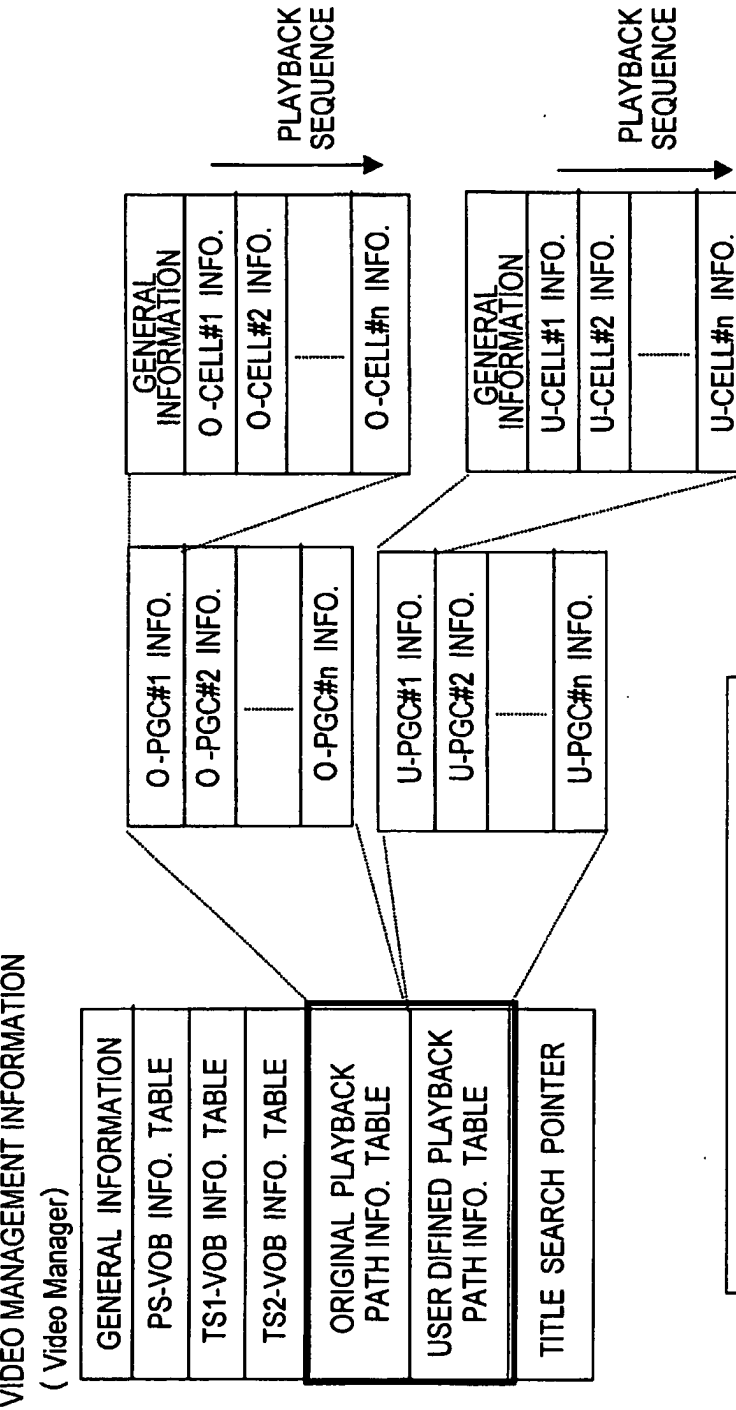 VIDEO MANAGEMENT INFORMATION
( Video Manager)
GENERAL INFORMATION
PS-VOB INFO. TABLE
TS1-VOB INFO. TABLE
TS2-VOB INFO. TABLE
ORIGINAL PLAYBACK
PATH INFO. TABLE
USER DIFINED PLAYBACK
PATH INFO. TABLE
TITLE SEARCH POINTER
O-PGC#1 INFO.
O-PGC#2 INFO.
O-PGC#n INFO.
U-PGC#1 INFO.
U-PGC#2 INFO.
U-PGC#n INFO.
GENERAL
INFORMATION
O-CELL#1 INFO.
O-CELL#2 INFO.
O-CELL#n INFO.
PLAYBACK
SEQUENCE
GENERAL
INFORMATION
U-CELL#1 INFO.
U-CELL#2 INFO.
U-CELL#n INFO.
PLAYBACK
SEQUENCE